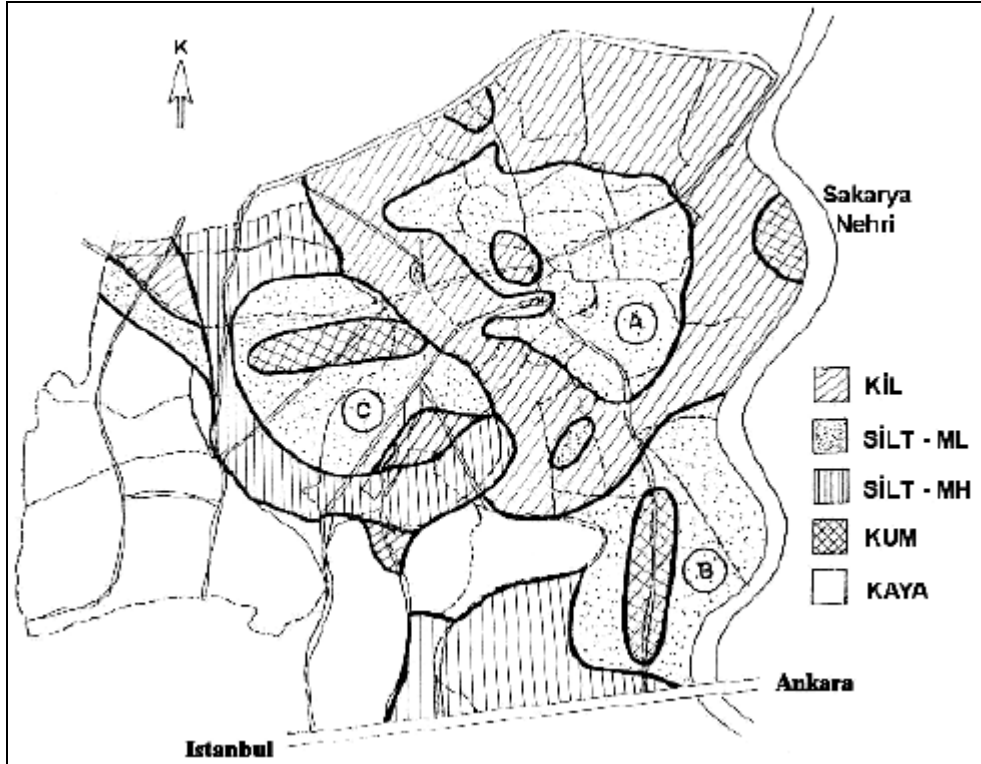 K
Sakarya
Nehri
A
C
B
KİL
SİLT - ML
SİLT - MH
KUM
KAYA
Ankara
Istanbul